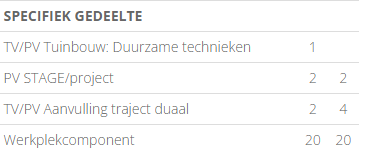 SPECIFIEK GEDEELTE
TV/PV Tuinbouw: Duurzame technieken 1
PV STAGE/project 2 2
TV/PV Aanvulling traject duaal 2 4
Werkplekcomponent 20 20